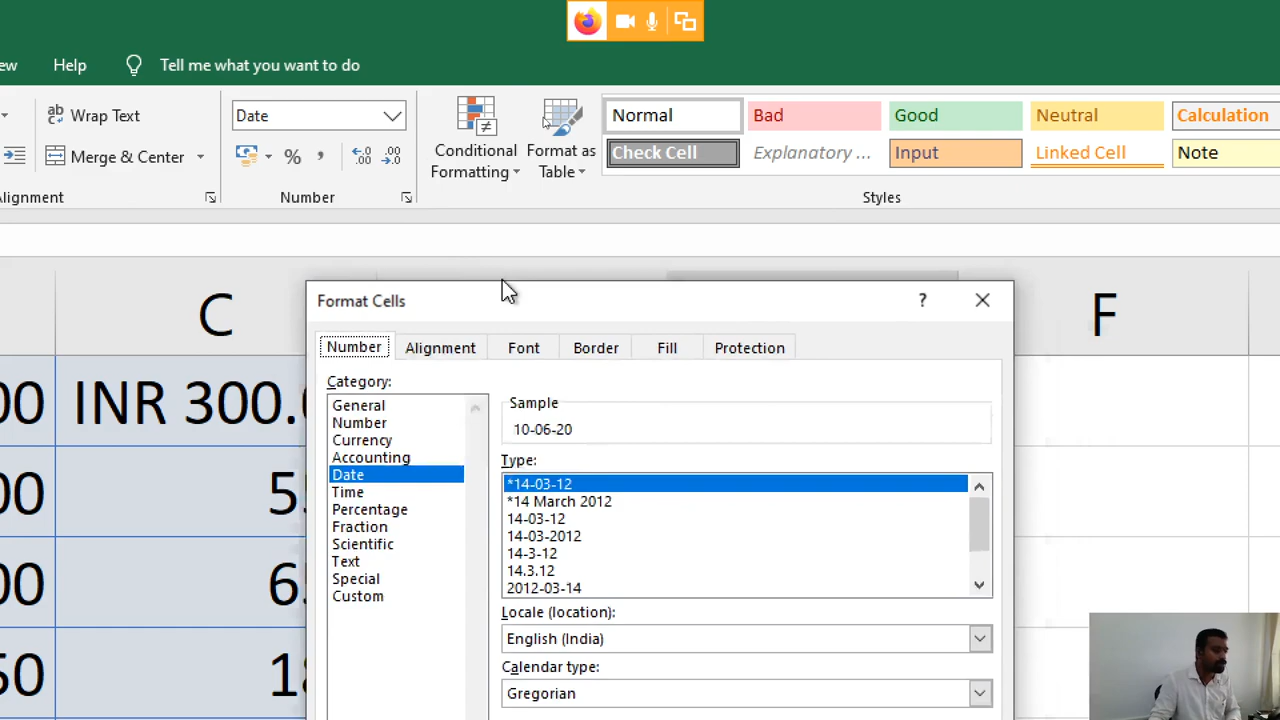 ew Help Tell me what you want to do
Wrap Text Date
Merge & Center % ,
Conditional Formatting
Format as Table
Normal Bad Good Neutral Calculation
Check Cell Explanatory ... Input Linked Cell Note
Alignment Number Styles
C F
Format Cells ?
Number Alignment Font Border Fill Protection
Category:
General
Number
Currency
Accounting
Date
Time
Percentage
Fraction
Scientific
Text
Special
Custom
Sample
10-06-20
Type:
*14-03-12
*14 March 2012
14-03-12
14-03-2012
14-3-12
14.3.12
2012-03-14
Locale (location):
English (India)
Calendar type:
Gregorian
00 INR 300.0
00
00
50